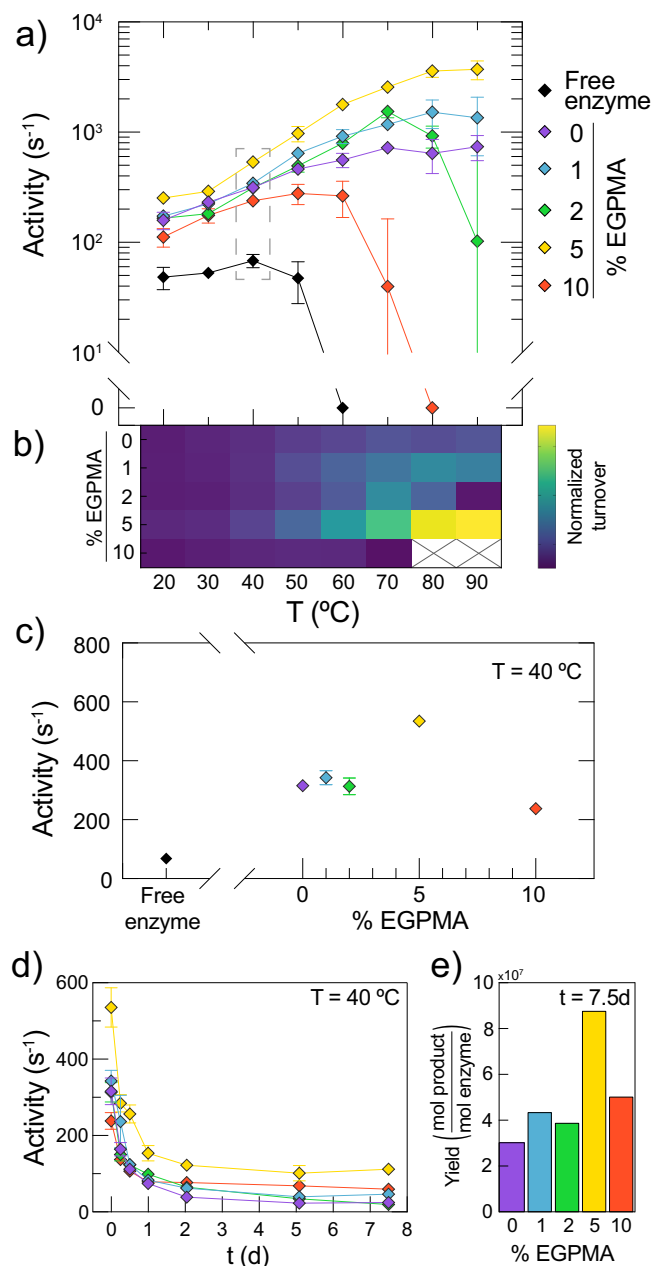 a)
10⁴
10³
10²
10¹
0
Activity (s⁻¹)
Free
enzyme
0
1
2
5
10
% EGPMA
b)
% EGPMA
0
1
2
5
10
20 30 40 50 60 70 80 90
T (ºC)
Normalized
turnover
c)
T = 40 ºC
800
600
400
200
0
Activity (s⁻¹)
Free
enzyme
0 5 10
% EGPMA
d)
T = 40 ºC
600
400
200
0
Activity (s⁻¹)
0 1 2 3 4 5 6 7 8
t (d)
e)
x10⁷
t = 7.5d
10
8
6
4
2
0
Yield (mol product
mol enzyme)
0 1 2 5 10
% EGPMA